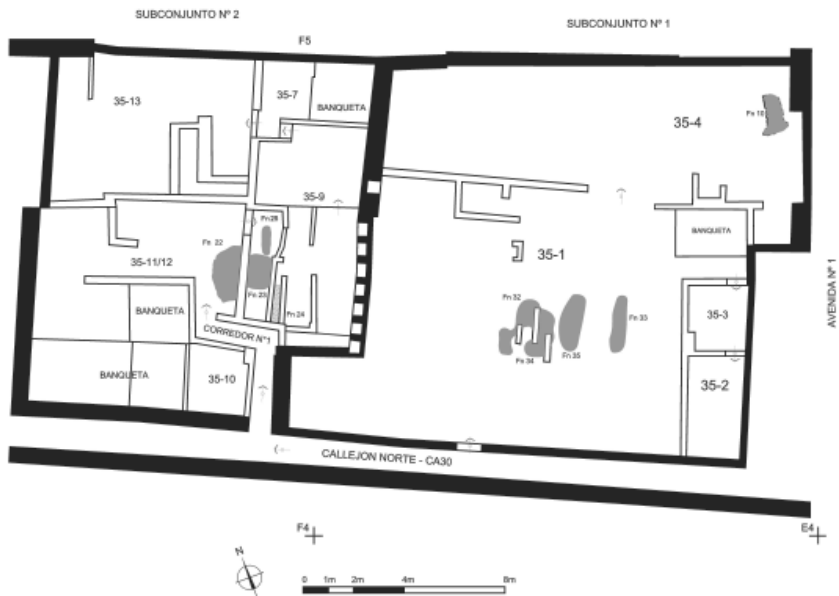 SUBCONJUNTO Nº 2
SUBCONJUNTO Nº 1
F5
35-13
35-7
BANQUETA
35-4
Fn 10
35-9
Fn 22
Fn 23
Fn 24
35-11/12
BANQUETA
BANQUETA
CORREDOR Nº1
35-10
35-1
BANQUETA
35-3
35-2
Fn 32
Fn 34
Fn 35
Fn 33
AVENIDA Nº 1
CALLEJON NORTE - CA30
F4
E4
N
0 1m 2m 4m 8m